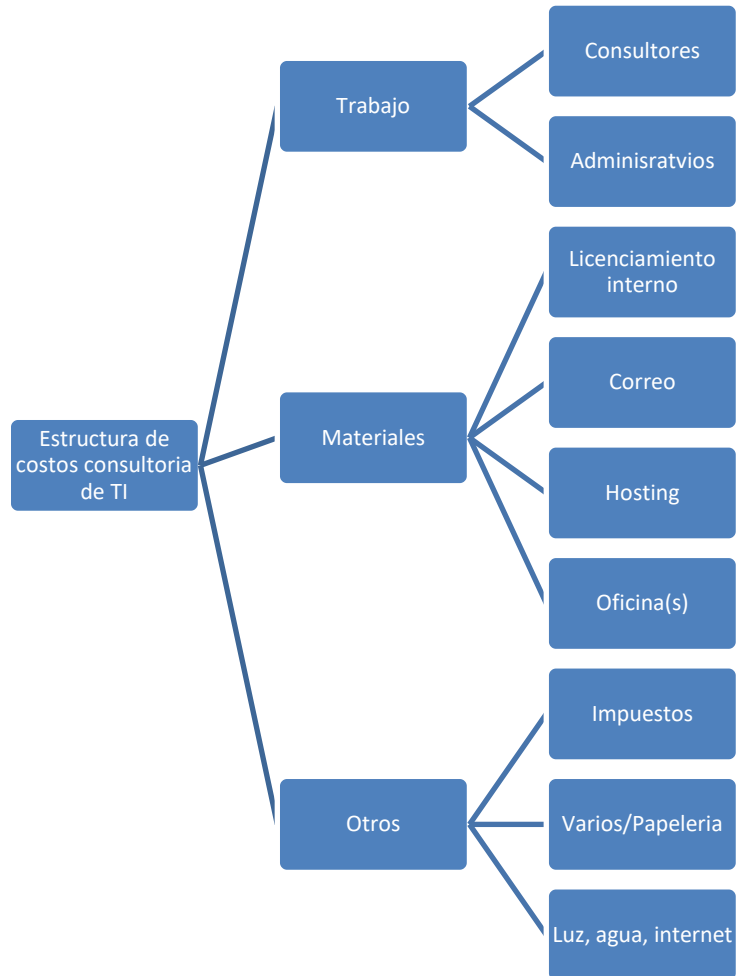 Estructura de
costos consultoria
de TI
Trabajo
Consultores
Adminisratvios
Materiales
Licenciamiento
interno
Correo
Hosting
Oficina(s)
Otros
Impuestos
Varios/Papeleria
Luz, agua, internet